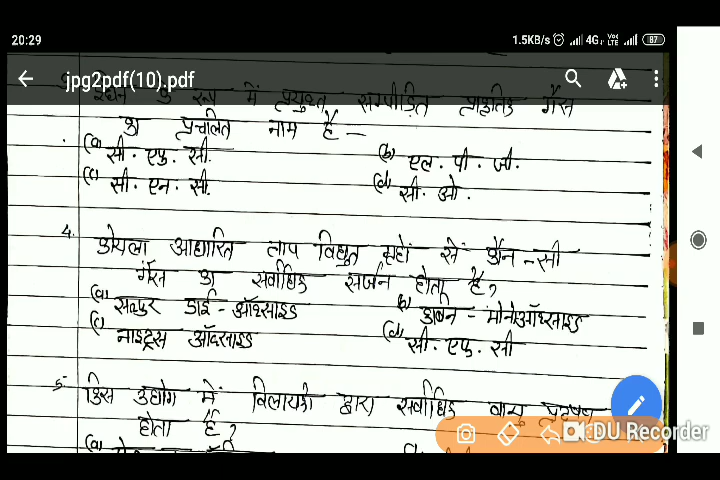 20:29 1.5KB/s 4G VoLTE 87
jpg2pdf(10).pdf
में प्रयुक्त सम्पीड़ित प्राकृतिक गैस
का प्रचलित नाम है -
(a) सी. एफ. सी. (b) एल. पी. जी.
(c) सी. एन. सी. (d) सी. ओ.
4. कोयला आधारित ताप विद्युत गृहों से कौन-सी
गैस का सर्वाधिक सर्जन होता है?
(a) सल्फर डाई-ऑक्साइड (b) कार्बन-मोनोऑक्साइड
(c) नाइट्रस ऑक्साइड (d) सी. एफ. सी
5. किस उद्योग में विलायकों द्वारा सर्वाधिक वायु प्रदूषण
होता है?
(a)
DU Recorder